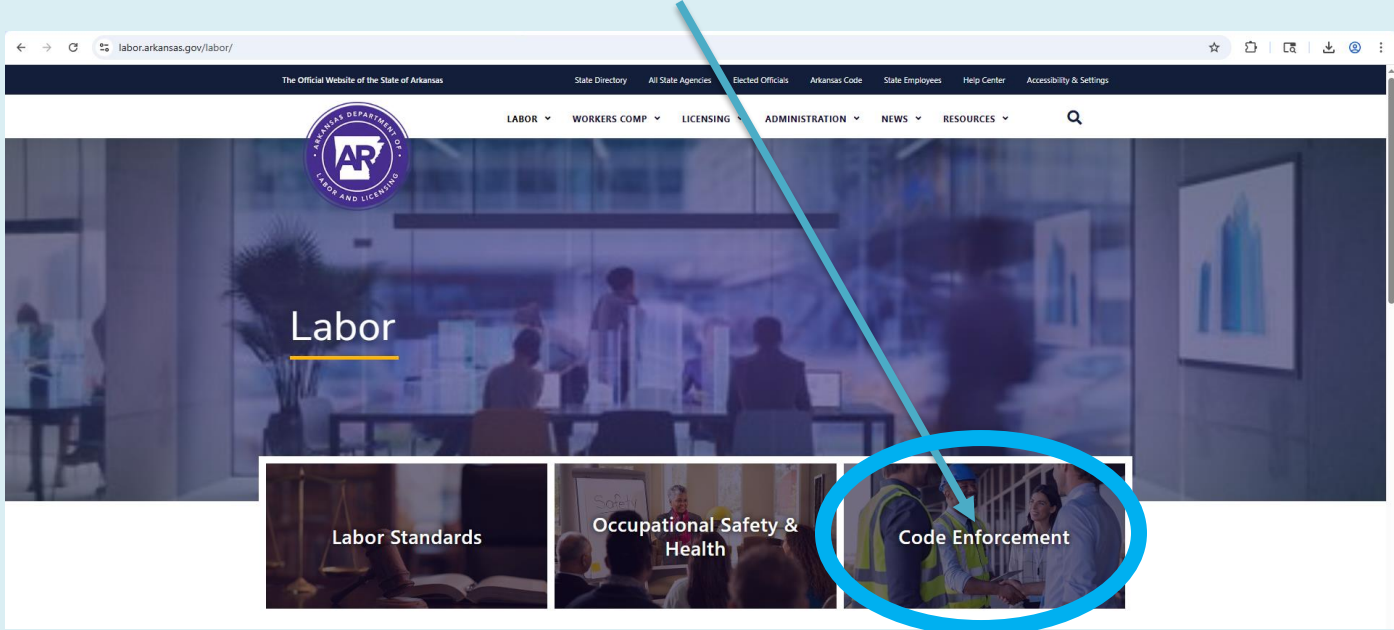 labor.arkansas.gov/labor/
The Official Website of the State of Arkansas State Directory All State Agencies Elected Officials Arkansas Code State Employees Help Center Accessibility & Settings
ARKANSAS DEPARTMENT OF
AR
LABOR AND LICENSING
LABOR WORKERS COMP LICENSING ADMINISTRATION NEWS RESOURCES
Labor
Safety
Labor Standards
Occupational Safety &
Health
Code Enforcement